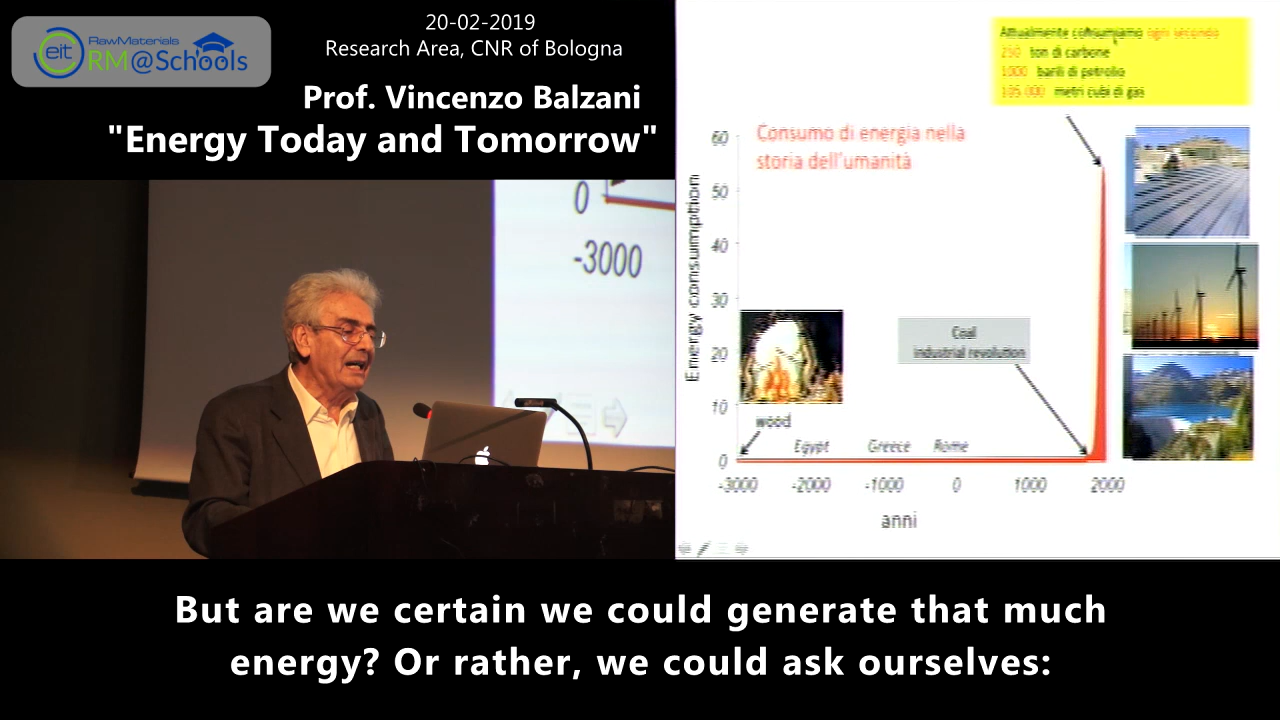 20-02-2019
Research Area, CNR of Bologna
eit RawMaterials
RM@Schools
Prof. Vincenzo Balzani
"Energy Today and Tomorrow"
0
-3000
Attualmente consumiamo ogni secondo
250 ton di carbone
1000 barili di petrolio
105 000 metri cubi di gas
Consumo di energia nella
storia dell'umanità
Energy consumption
60
50
40
30
20
10
0
Coal
industrial revolution
wood
Egypt Greece Rome
-3000 -2000 -1000 0 1000 2000
anni
But are we certain we could generate that much
energy? Or rather, we could ask ourselves: